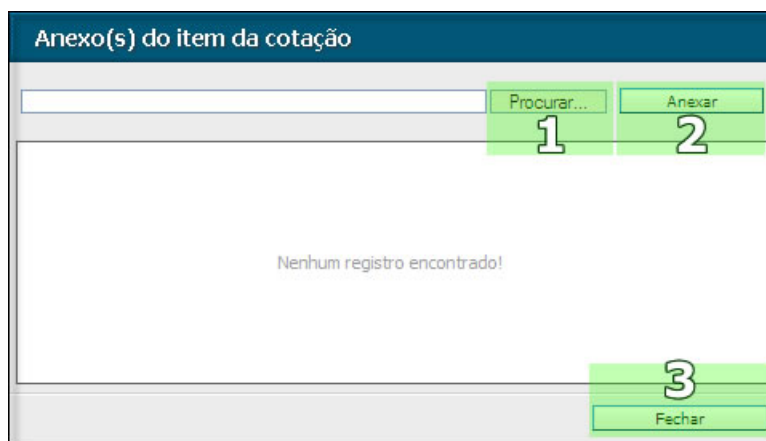 Anexo(s) do item da cotação
Procurar... Anexar
1 2
Nenhum registro encontrado!
3
Fechar